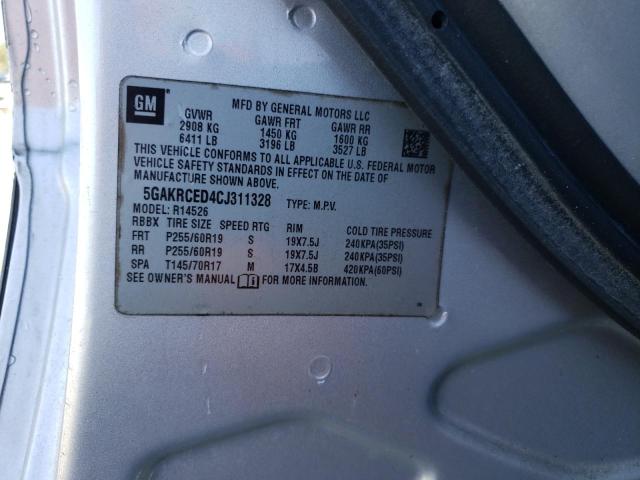 GM
MFD BY GENERAL MOTORS LLC
GVWR GAWR FRT GAWR RR
2908 KG 1450 KG 1600 KG
6411 LB 3196 LB 3527 LB
THIS VEHICLE CONFORMS TO ALL APPLICABLE U.S. FEDERAL MOTOR
VEHICLE SAFETY STANDARDS IN EFFECT ON THE DATE OF
MANUFACTURE SHOWN ABOVE.
5GAKRCED4CJ311328 TYPE: M.P.V.
MODEL: R14526
RBBX TIRE SIZE SPEED RTG RIM COLD TIRE PRESSURE
FRT P255/60R19 S 19X7.5J 240KPA(35PSI)
RR P255/60R19 S 19X7.5J 240KPA(35PSI)
SPA T145/70R17 M 17X4.5B 420KPA(60PSI)
SEE OWNER'S MANUAL FOR MORE INFORMATION.